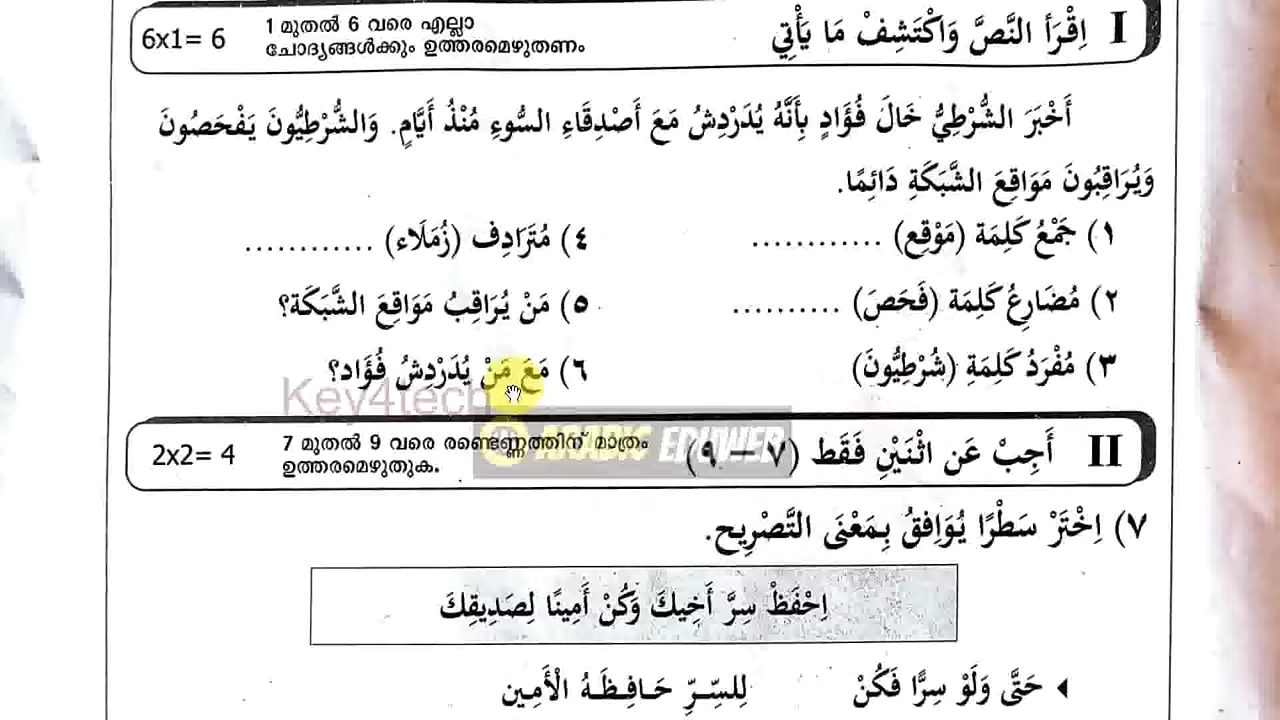 I اِقْرَأ النَّصَّ وَاكْتَشِفْ مَا يَأْتِي
1 മുതൽ 6 വരെ എല്ലാ
ചോദ്യങ്ങൾക്കും ഉത്തരമെഴുതണം.
6x1= 6
أَخْبَرَ الشُّرْطِيُّ خَالَ فُؤَادٍ بِأَنَّهُ يُدَرْدِشُ مَعَ أَصْدِقَاءِ السُّوءِ مُنْذُ أَيَّامٍ. وَالشُّرْطِيُّونَ يَفْحَصُونَ
وَيُرَاقِبُونَ مَوَاقِعَ الشَّبَكَةِ دَائِمًا.
١) جَمْعُ كَلِمَة (مَوْقِع) ............
٤) مُتَرَادِف (زُمَلَاء) ............
٢) مُضَارِعُ كَلِمَة (فَحَصَ) ..........
٥) مَنْ يُرَاقِبُ مَوَاقِعَ الشَّبَكَة؟
٣) مُفْرَدُ كَلِمَةِ (شُرْطِيُّونَ)
٦) مَعَ مَنْ يُدَرْدِشُ فُؤَاد؟
Key4tech
II أَجِبْ عَن اثْنَيْنِ فَقَط (٧ – ٩)
7 മുതൽ 9 വരെ രണ്ടെണ്ണത്തിന് മാത്രം
ഉത്തരമെഴുതുക.
2x2= 4
ARABIC EDUWER
٧) اِخْتَرْ سَطْرًا يُوَافِقُ بِمَعْنَى التَّصْرِيح.
اِحْفَظْ سِرَّ أَخِيكَ وَكُنْ أَمِينًا لِصَدِيقِكَ
حَتَّى وَلَوْ سِرًّا فَكُنْ لِلسِّرِّ حَافِظَهُ الْأَمِين